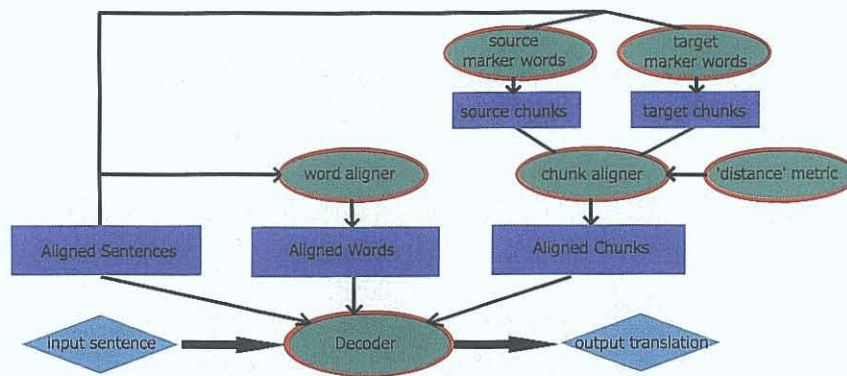 source
marker words
target
marker words
source chunks
target chunks
word aligner
chunk aligner
'distance' metric
Aligned Sentences
Aligned Words
Aligned Chunks
input sentence
Decoder
output translation